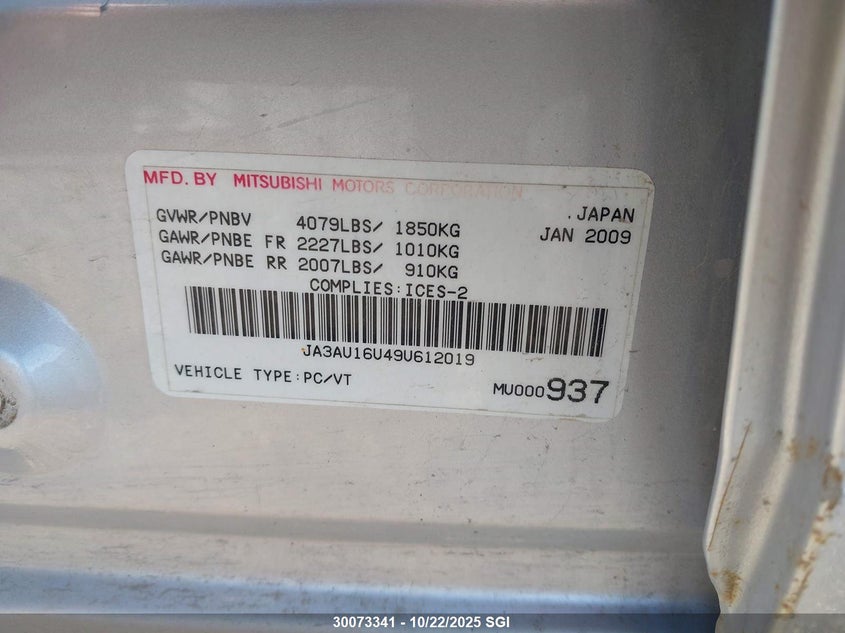 MFD. BY MITSUBISHI MOTORS CORPORATION
GVWR/PNBV 4079LBS/ 1850KG .JAPAN
GAWR/PNBE FR 2227LBS/ 1010KG JAN 2009
GAWR/PNBE RR 2007LBS/ 910KG
COMPLIES:ICES-2
JA3AU16U49U612019
VEHICLE TYPE:PC/VT MU000937
30073341 - 10/22/2025 SGI